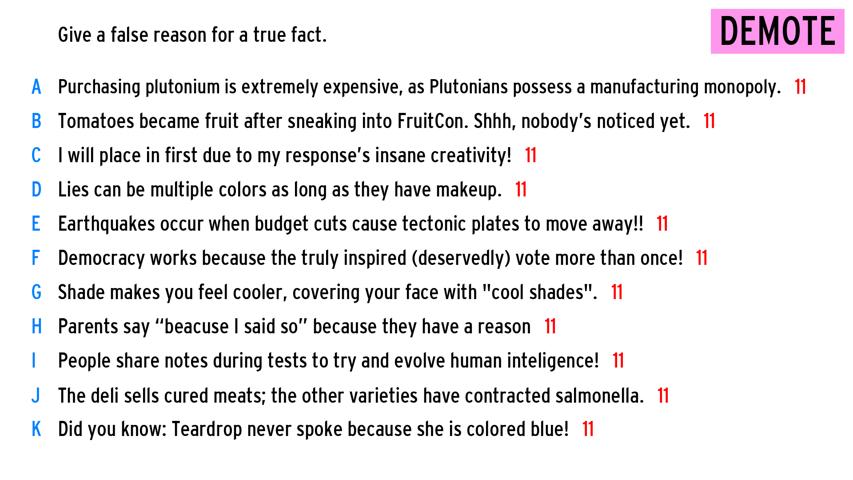 Give a false reason for a true fact.
DEMOTE
A Purchasing plutonium is extremely expensive, as Plutonians possess a manufacturing monopoly. 11
B Tomatoes became fruit after sneaking into FruitCon. Shhh, nobody's noticed yet. 11
C I will place in first due to my response's insane creativity! 11
D Lies can be multiple colors as long as they have makeup. 11
E Earthquakes occur when budget cuts cause tectonic plates to move away!! 11
F Democracy works because the truly inspired (deservedly) vote more than once! 11
G Shade makes you feel cooler, covering your face with "cool shades". 11
H Parents say “beacuse I said so” because they have a reason 11
I People share notes during tests to try and evolve human inteligence! 11
J The deli sells cured meats; the other varieties have contracted salmonella. 11
K Did you know: Teardrop never spoke because she is colored blue! 11